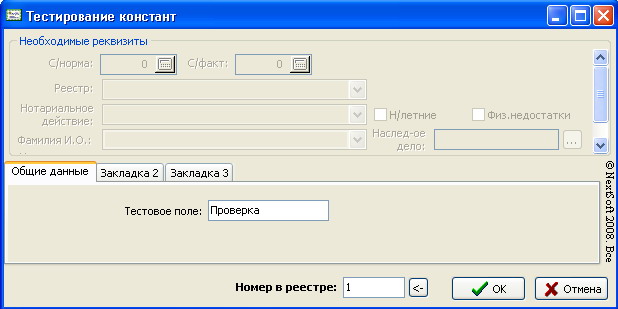 Тестирование констант
Необходимые реквизиты
С/норма: 0 С/факт: 0
Реестр:
Нотариальное
действие:
Н/летние Физ.недостатки
Фамилия И.О.: Наслед-ое
дело: ...
Общие данные Закладка 2 Закладка 3
Тестовое поле: Проверка
© NextSoft 2008. Все
Номер в реестре: 1 <- OK Отмена